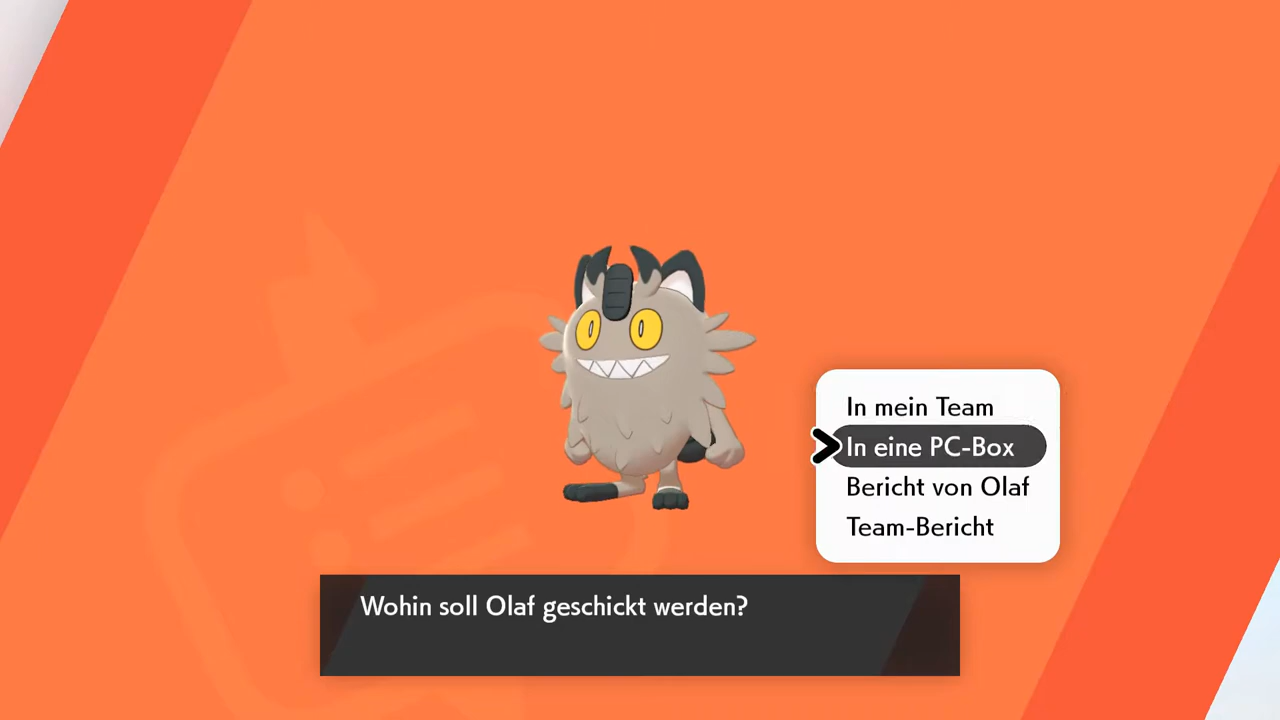 In mein Team
In eine PC-Box
Bericht von Olaf
Team-Bericht
Wohin soll Olaf geschickt werden?